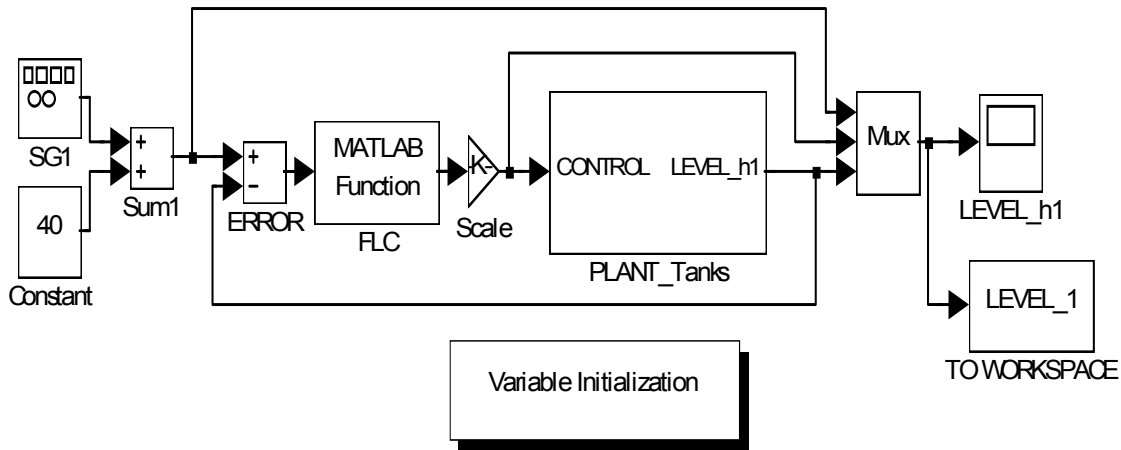 SG1
40
Constant
+
+
Sum1
+
-
ERROR
MATLAB
Function
FLC
-K-
Scale
CONTROL LEVEL_h1
PLANT_Tanks
Mux
LEVEL_h1
LEVEL_1
TO WORKSPACE
Variable Initialization